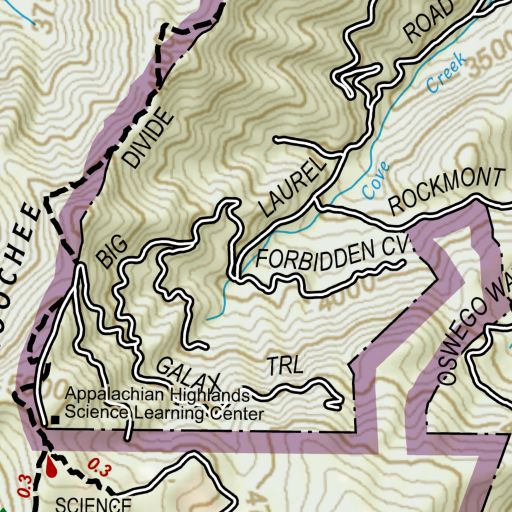 ROAD
Creek
3500
DIVIDE
LAUREL
Cove
ROCKMONT
OCHEE
BIG
FORBIDDEN CV
4000
OSWEGO WA
GALAX TRL
Appalachian Highlands
Science Learning Center
0.3
0.3
SCIENCE